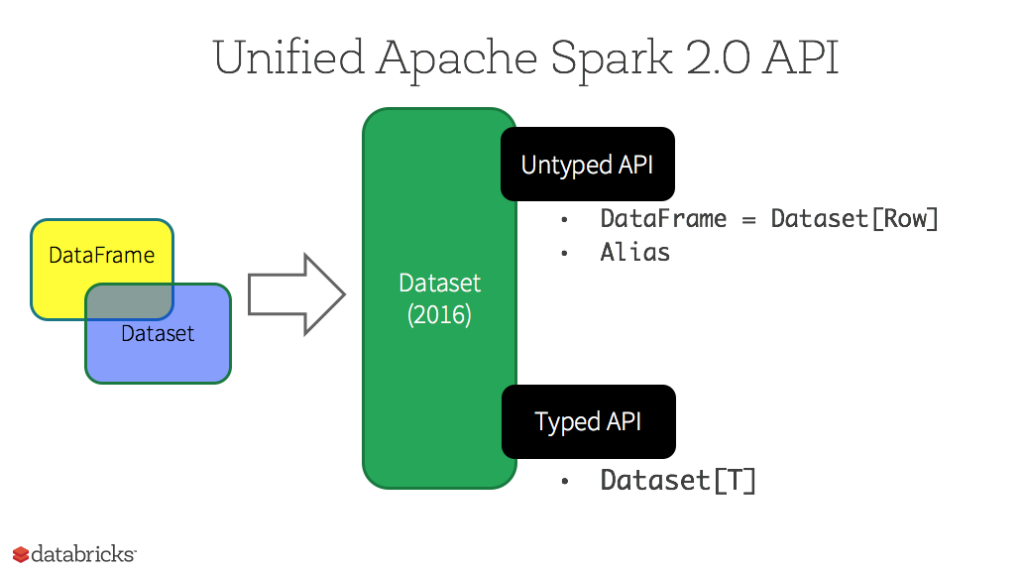 Unified Apache Spark 2.0 API
DataFrame
Dataset
Dataset
(2016)
Untyped API
• DataFrame = Dataset[Row]
• Alias
Typed API
• Dataset[T]
databricks